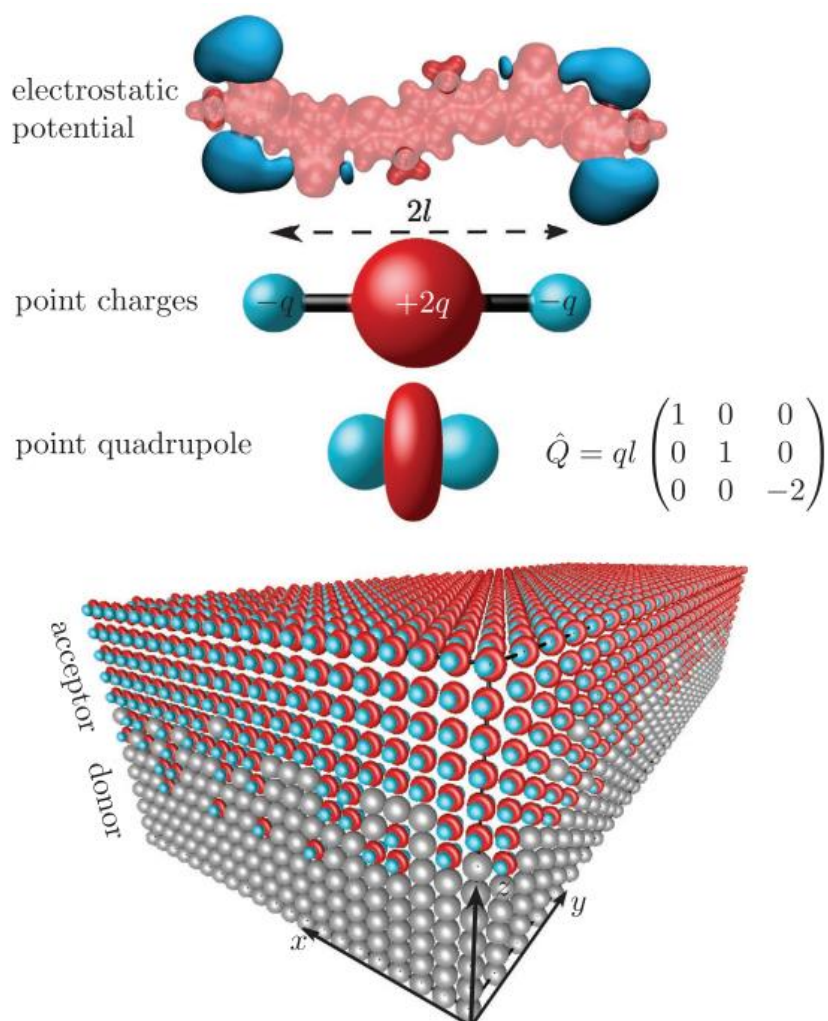 electrostatic
potential
2l
point charges
−q +2q −q
point quadrupole
Q̂ = ql
1 0 0
0 1 0
0 0 −2
acceptor
donor
z
y
x